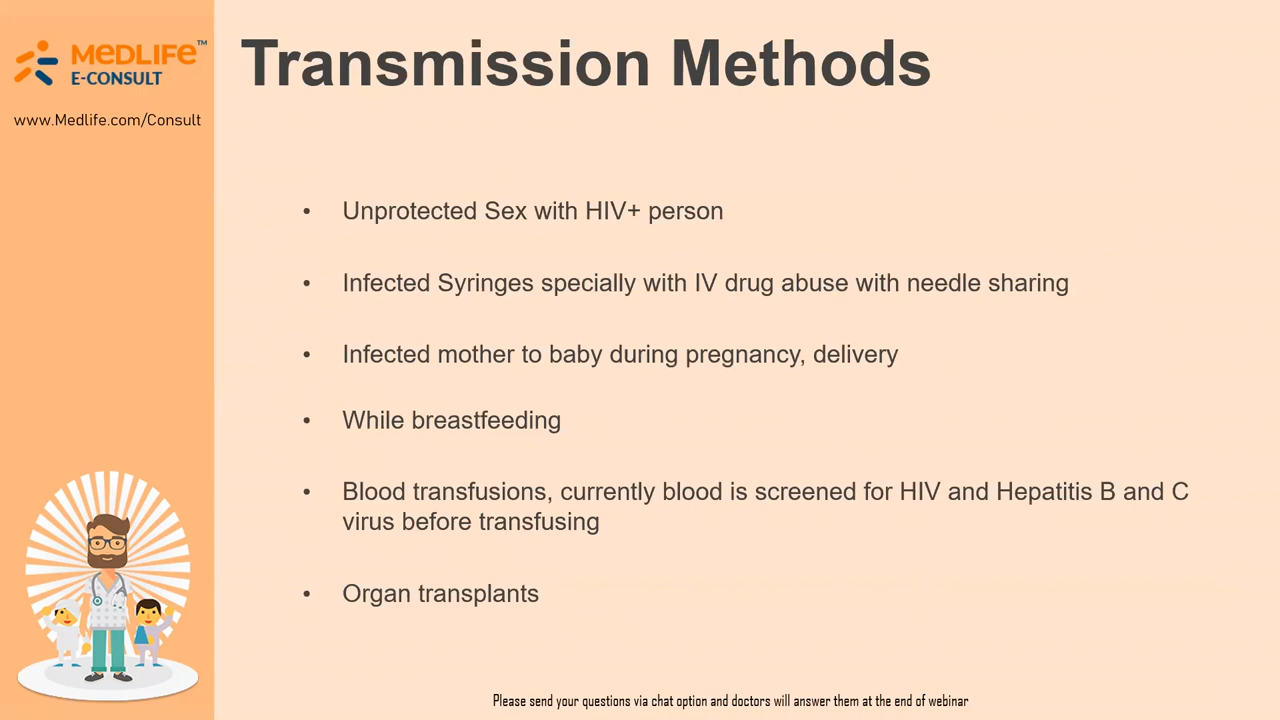 MEDLIFE™
E-CONSULT
www.Medlife.com/Consult
Transmission Methods
• Unprotected Sex with HIV+ person
• Infected Syringes specially with IV drug abuse with needle sharing
• Infected mother to baby during pregnancy, delivery
• While breastfeeding
• Blood transfusions, currently blood is screened for HIV and Hepatitis B and C
virus before transfusing
• Organ transplants
Please send your questions via chat option and doctors will answer them at the end of webinar